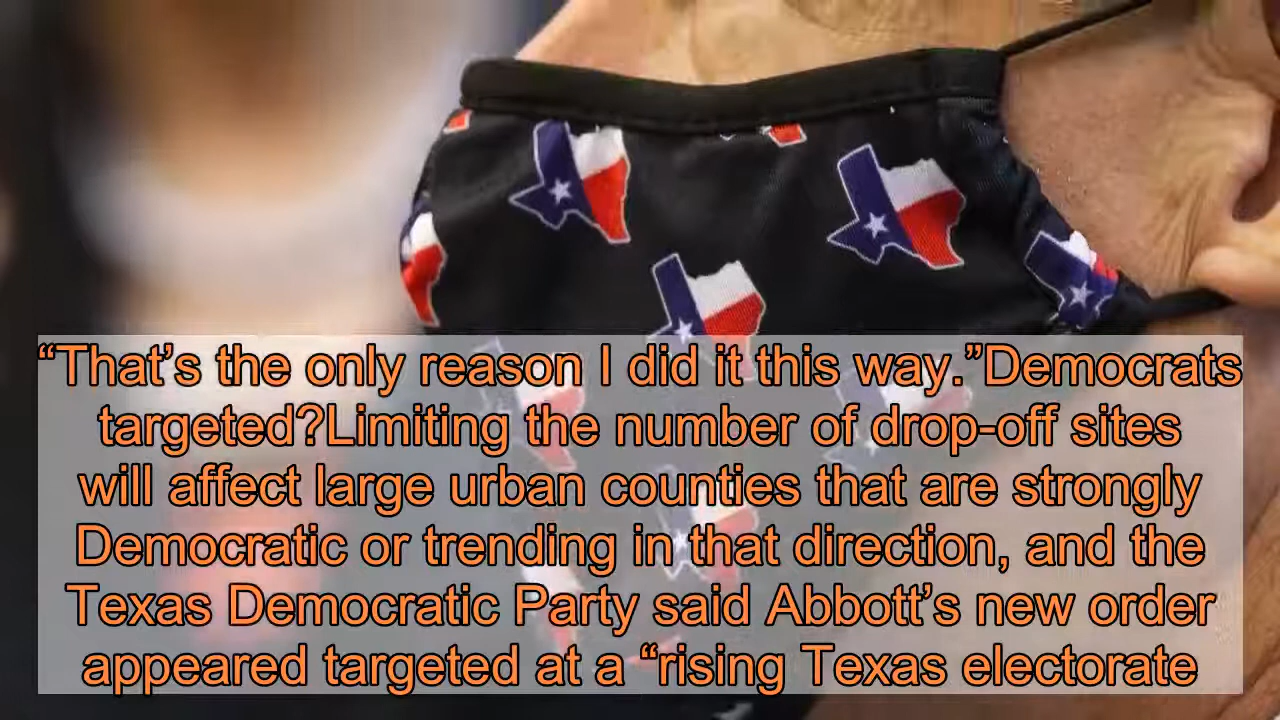 “That’s the only reason I did it this way.”Democrats
targeted?Limiting the number of drop-off sites
will affect large urban counties that are strongly
Democratic or trending in that direction, and the
Texas Democratic Party said Abbott’s new order
appeared targeted at a “rising Texas electorate